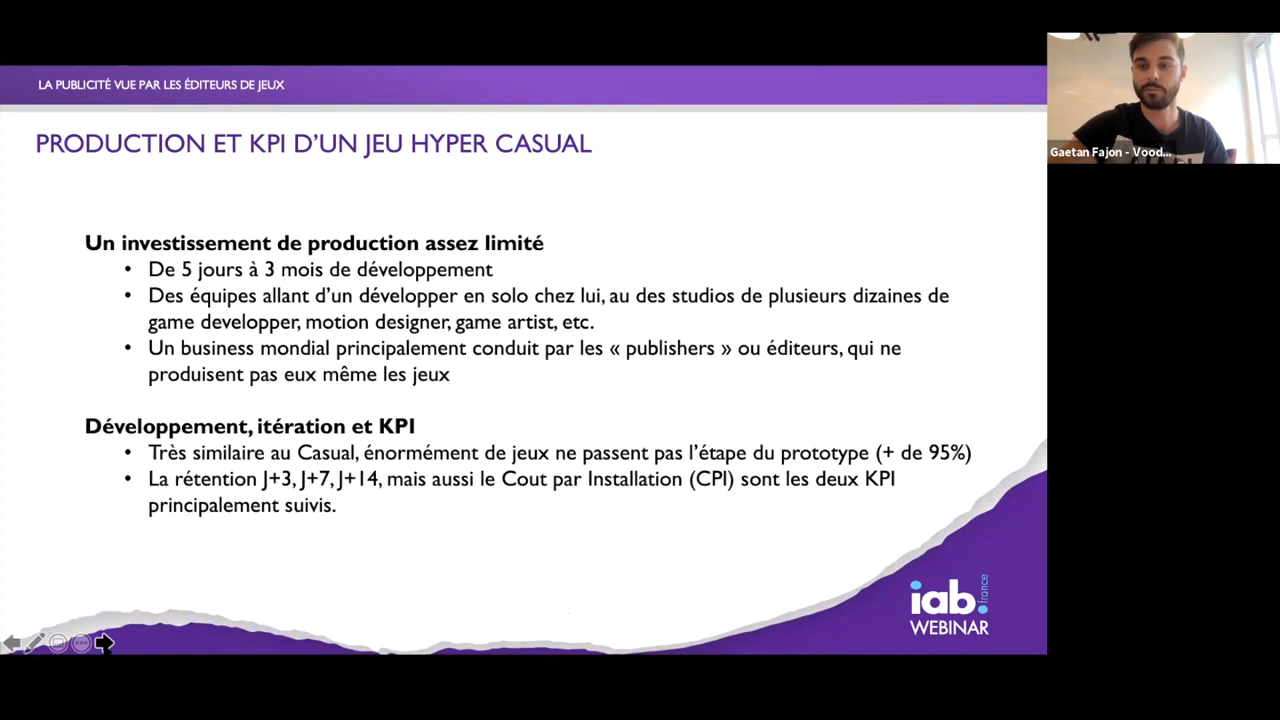 LA PUBLICITÉ VUE PAR LES ÉDITEURS DE JEUX
PRODUCTION ET KPI D'UN JEU HYPER CASUAL
Un investissement de production assez limité
• De 5 jours à 3 mois de développement
• Des équipes allant d'un développer en solo chez lui, au des studios de plusieurs dizaines de
game developper, motion designer, game artist, etc.
• Un business mondial principalement conduit par les « publishers » ou éditeurs, qui ne
produisent pas eux même les jeux
Développement, itération et KPI
• Très similaire au Casual, énormément de jeux ne passent pas l'étape du prototype (+ de 95%)
• La rétention J+3, J+7, J+14, mais aussi le Cout par Installation (CPI) sont les deux KPI
principalement suivis.
iab.
france
WEBINAR
Gaetan Fajon - Vood...